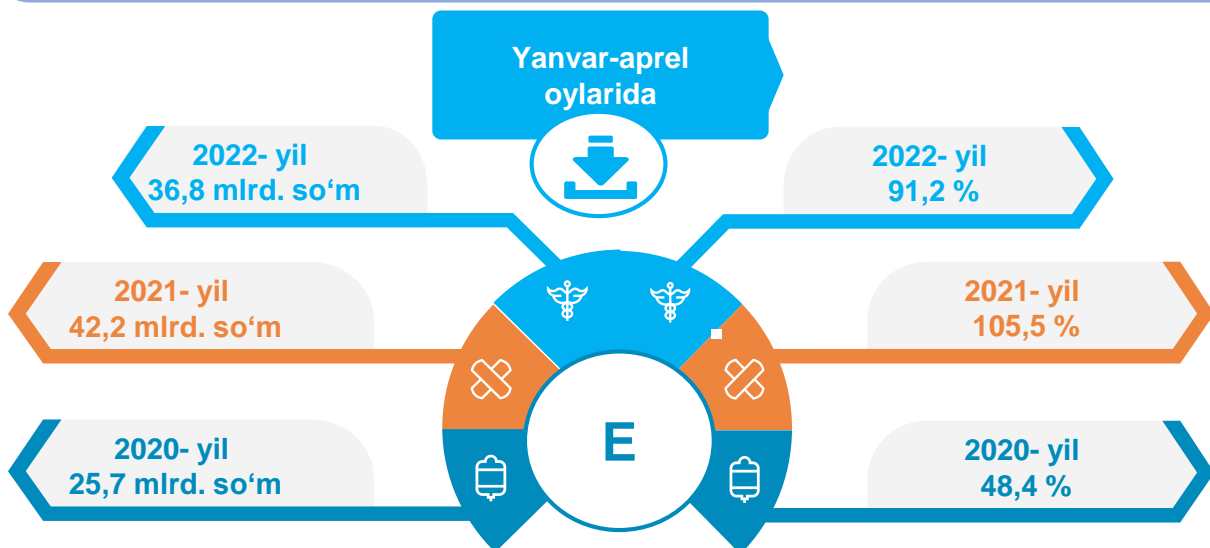 Yanvar-aprel
oylarida
2022- yil
36,8 mlrd. so‘m
2022- yil
91,2 %
2021- yil
42,2 mlrd. so‘m
2021- yil
105,5 %
E
2020- yil
25,7 mlrd. so‘m
2020- yil
48,4 %